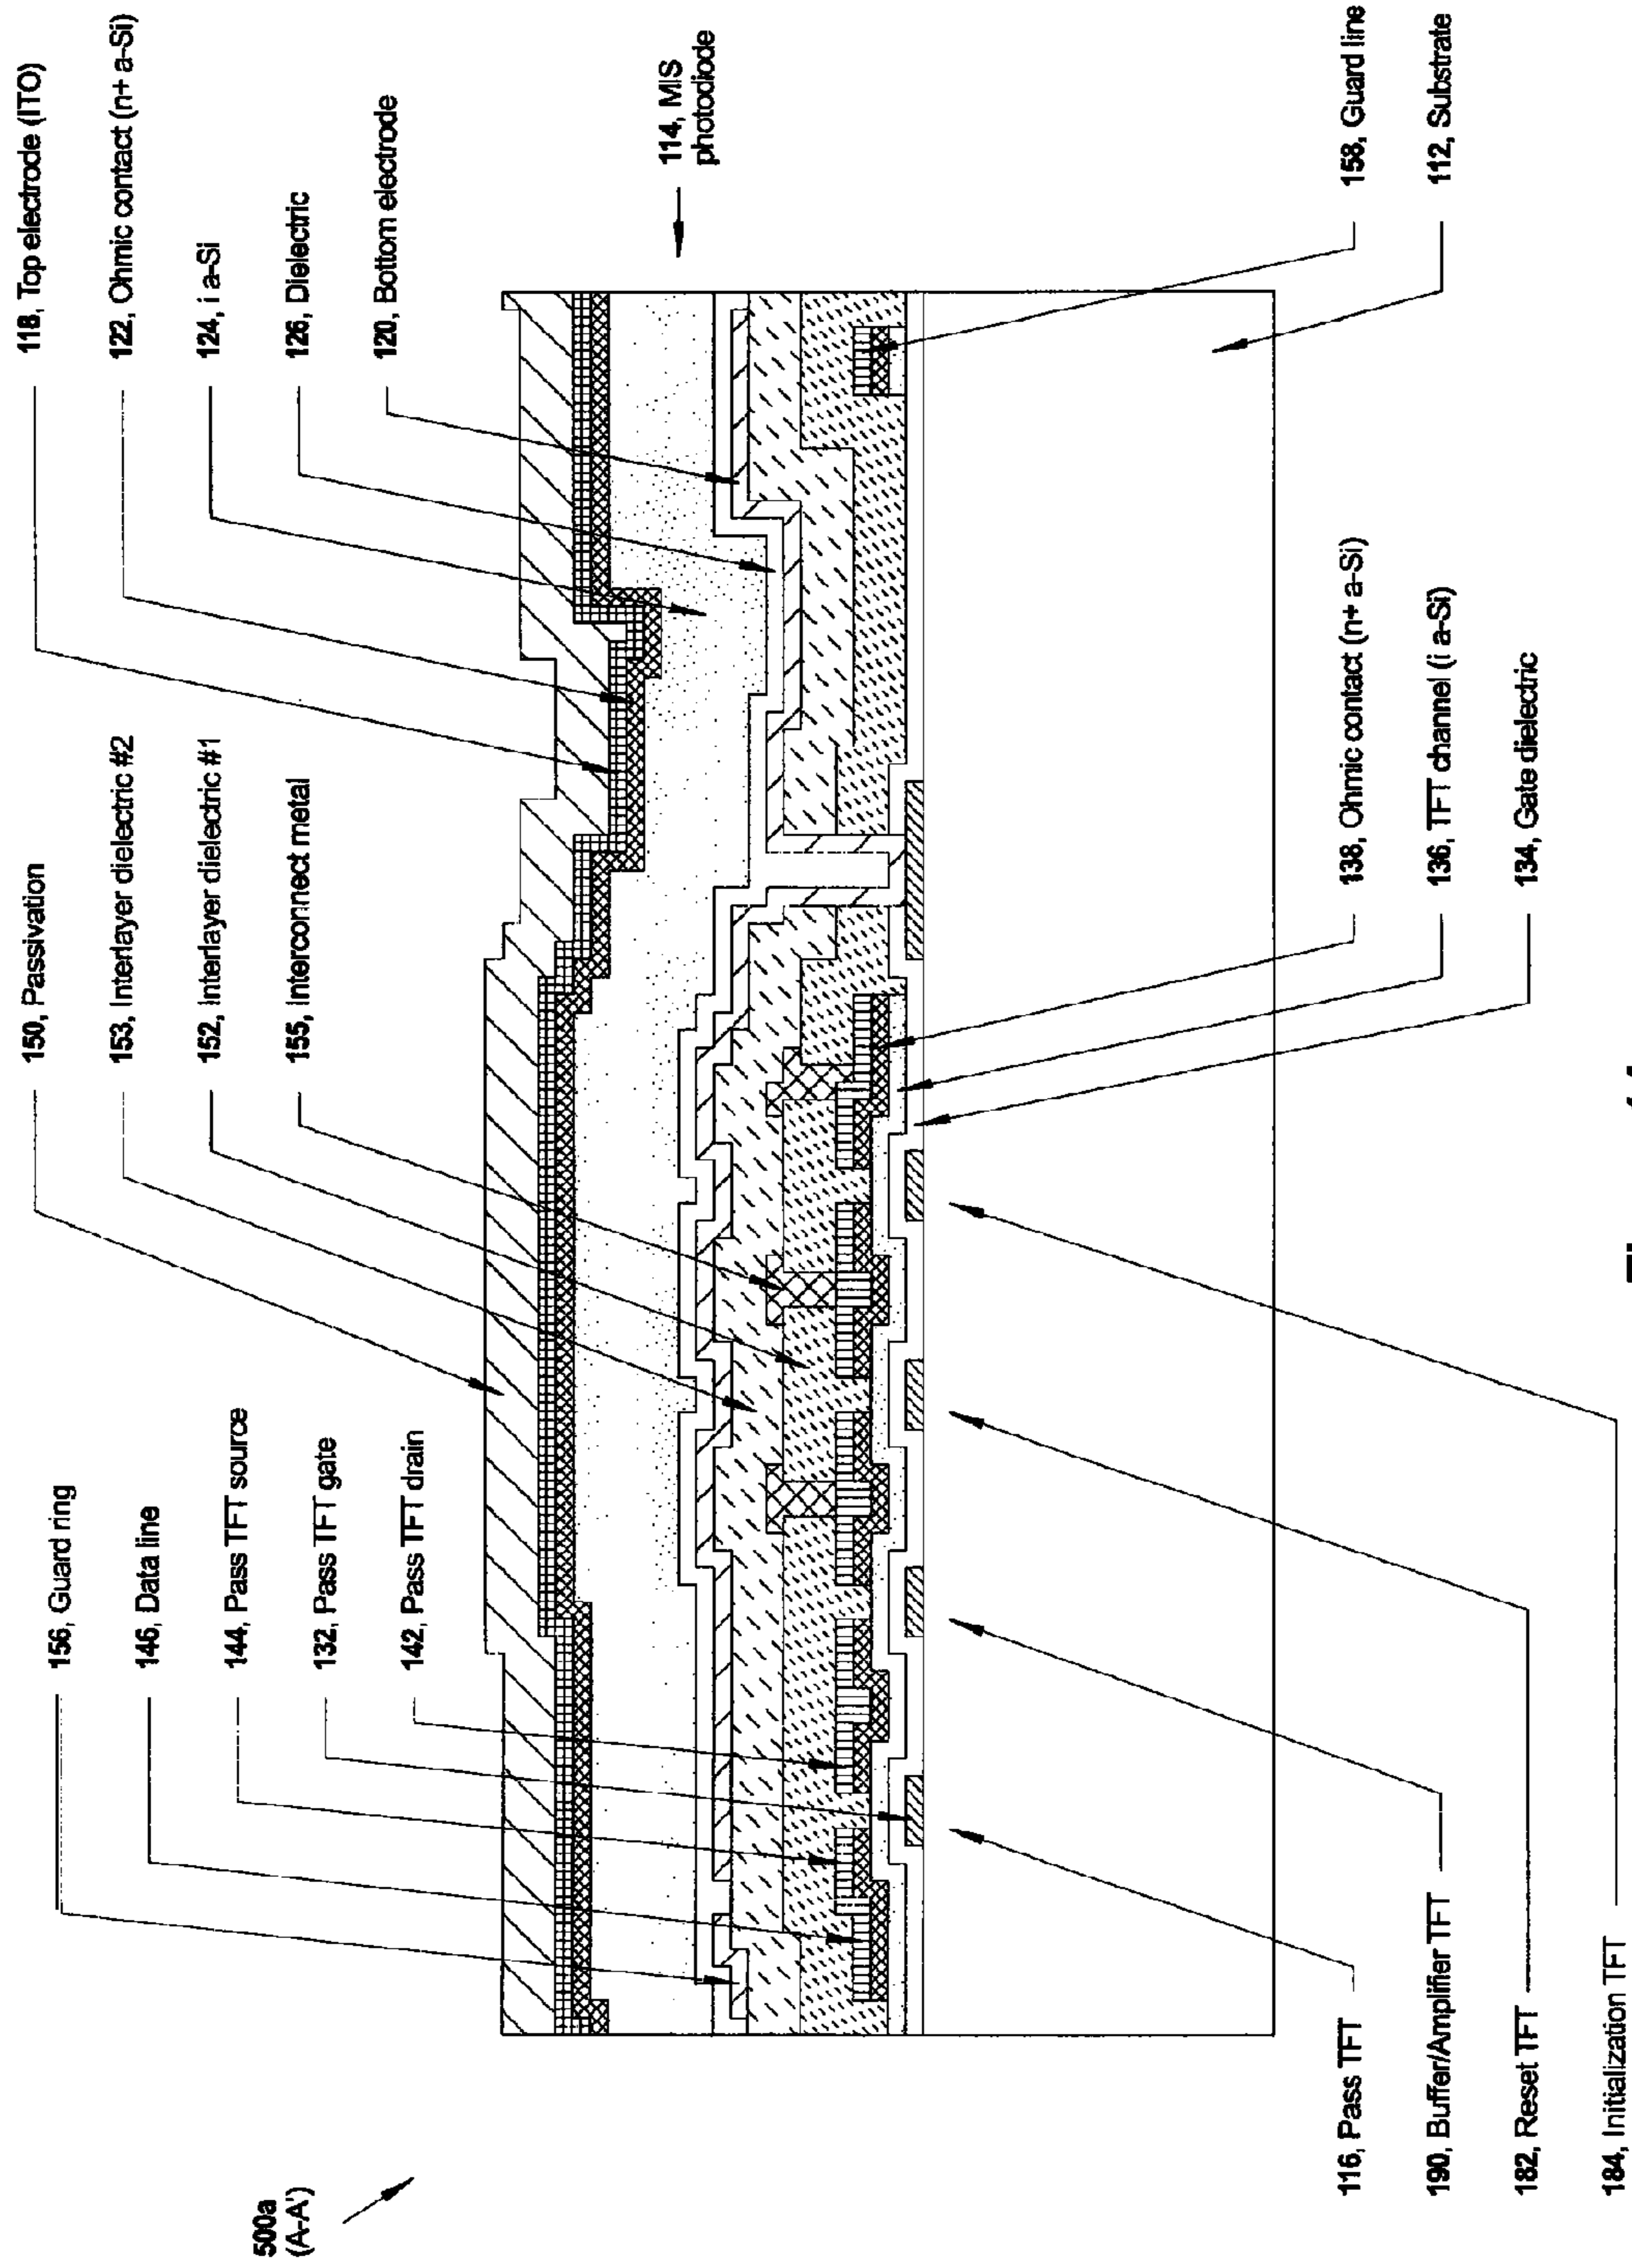 500a
(A-A')
156, Guard ring
146, Data line
144, Pass TFT source
132, Pass TFT gate
142, Pass TFT drain
150, Passivation
153, Interlayer dielectric #2
152, Interlayer dielectric #1
155, Interconnect metal
118, Top electrode (ITO)
122, Ohmic contact (n+ a-Si)
124, i a-Si
126, Dielectric
120, Bottom electrode
114, MIS
photodiode
116, Pass TFT
190, Buffer/Amplifier TFT
182, Reset TFT
184, Initialization TFT
138, Ohmic contact (n+ a-Si)
136, TFT channel (i a-Si)
134, Gate dielectric
158, Guard line
112, Substrate